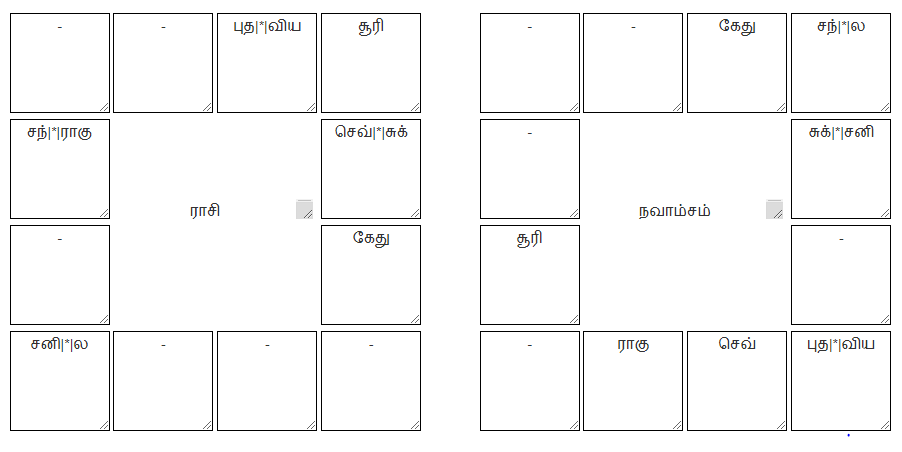 - - புத|*|விய சூரி - - கேது சந்|*|ல
சந்|*|ராகு செவ்|*|சுக் - சுக்|*|சனி
ராசி நவாம்சம்
- கேது சூரி -
சனி|*|ல - - - - ராகு செவ் புத|*|விய